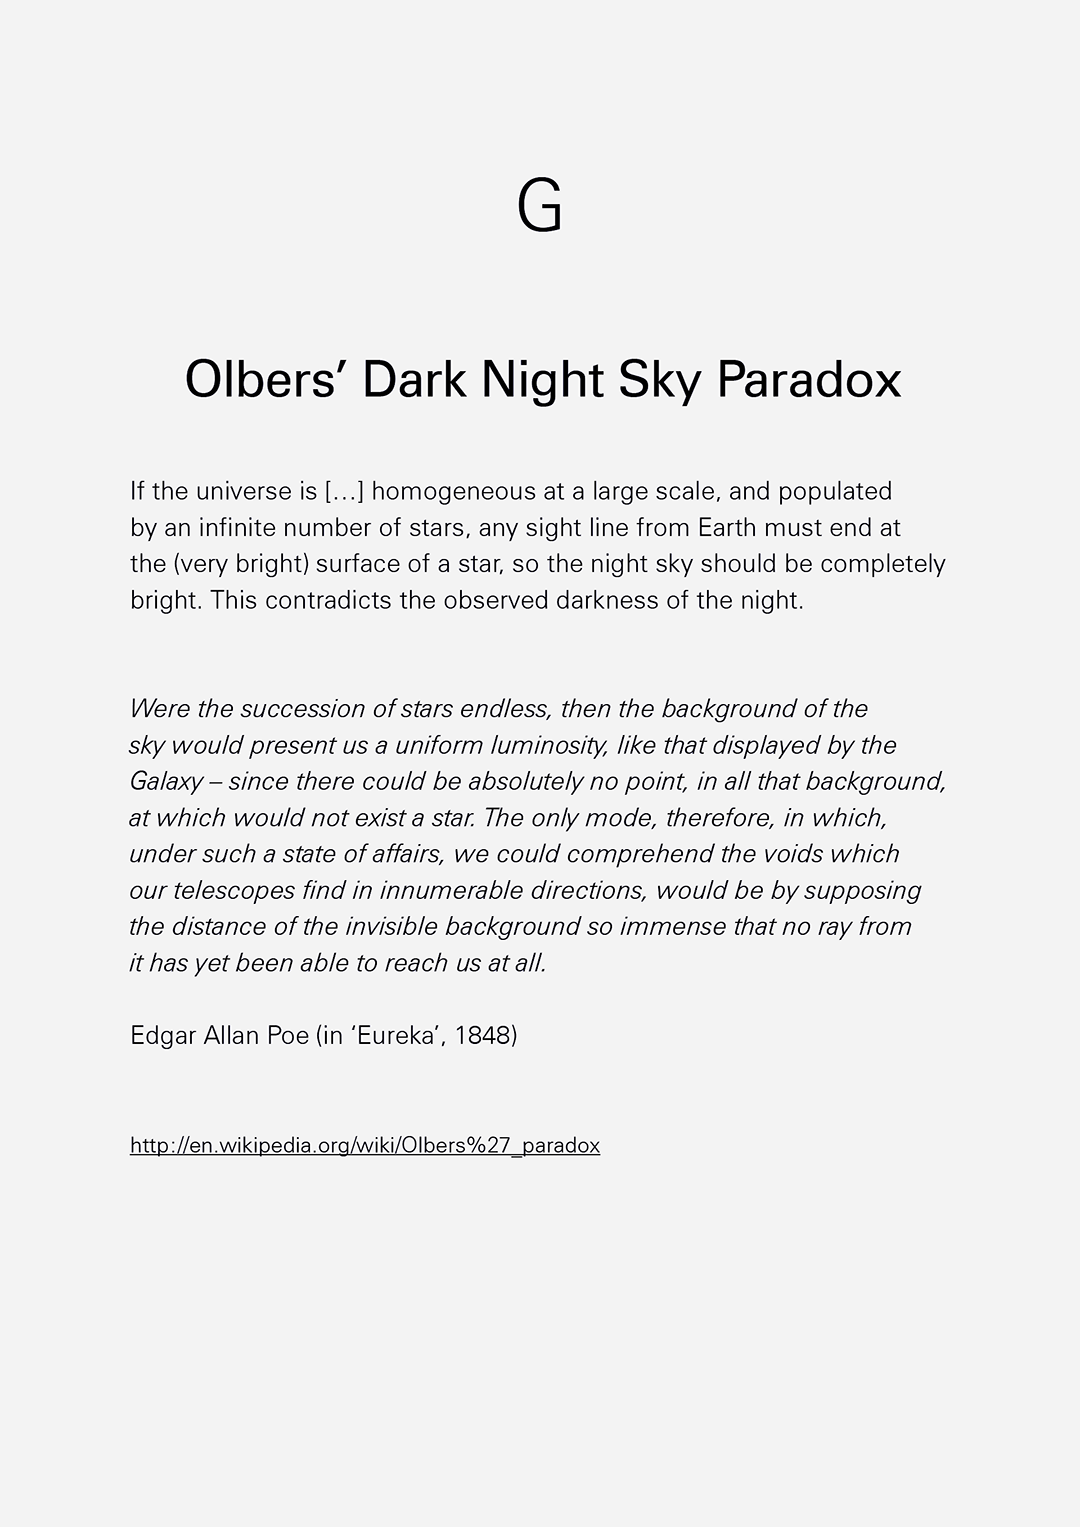 G
Olbers’ Dark Night Sky Paradox
If the universe is […] homogeneous at a large scale, and populated
by an infinite number of stars, any sight line from Earth must end at
the (very bright) surface of a star, so the night sky should be completely
bright. This contradicts the observed darkness of the night.
Were the succession of stars endless, then the background of the
sky would present us a uniform luminosity, like that displayed by the
Galaxy – since there could be absolutely no point, in all that background,
at which would not exist a star. The only mode, therefore, in which,
under such a state of affairs, we could comprehend the voids which
our telescopes find in innumerable directions, would be by supposing
the distance of the invisible background so immense that no ray from
it has yet been able to reach us at all.
Edgar Allan Poe (in ‘Eureka’, 1848)
http://en.wikipedia.org/wiki/Olbers%27_paradox